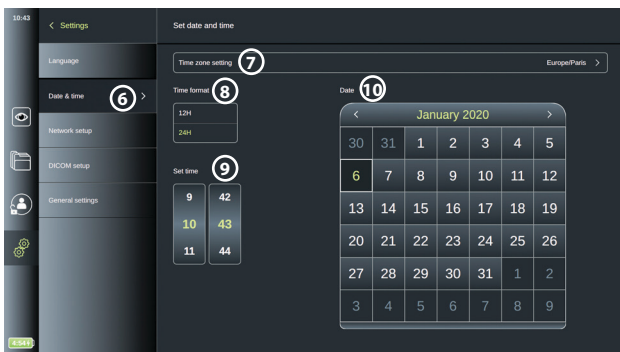 10:43
< Settings
Set date and time
Language
Time zone setting 7 Europe/Paris >
Date & time 6 >
Time format 8
Date 10
12H
24H
< January 2020 >
30 31 1 2 3 4 5
6 7 8 9 10 11 12
13 14 15 16 17 18 19
20 21 22 23 24 25 26
27 28 29 30 31 1 2
3 4 5 6 7 8 9
Network setup
DICOM setup
Set time 9
9 42
10 43
11 44
General settings
4:54